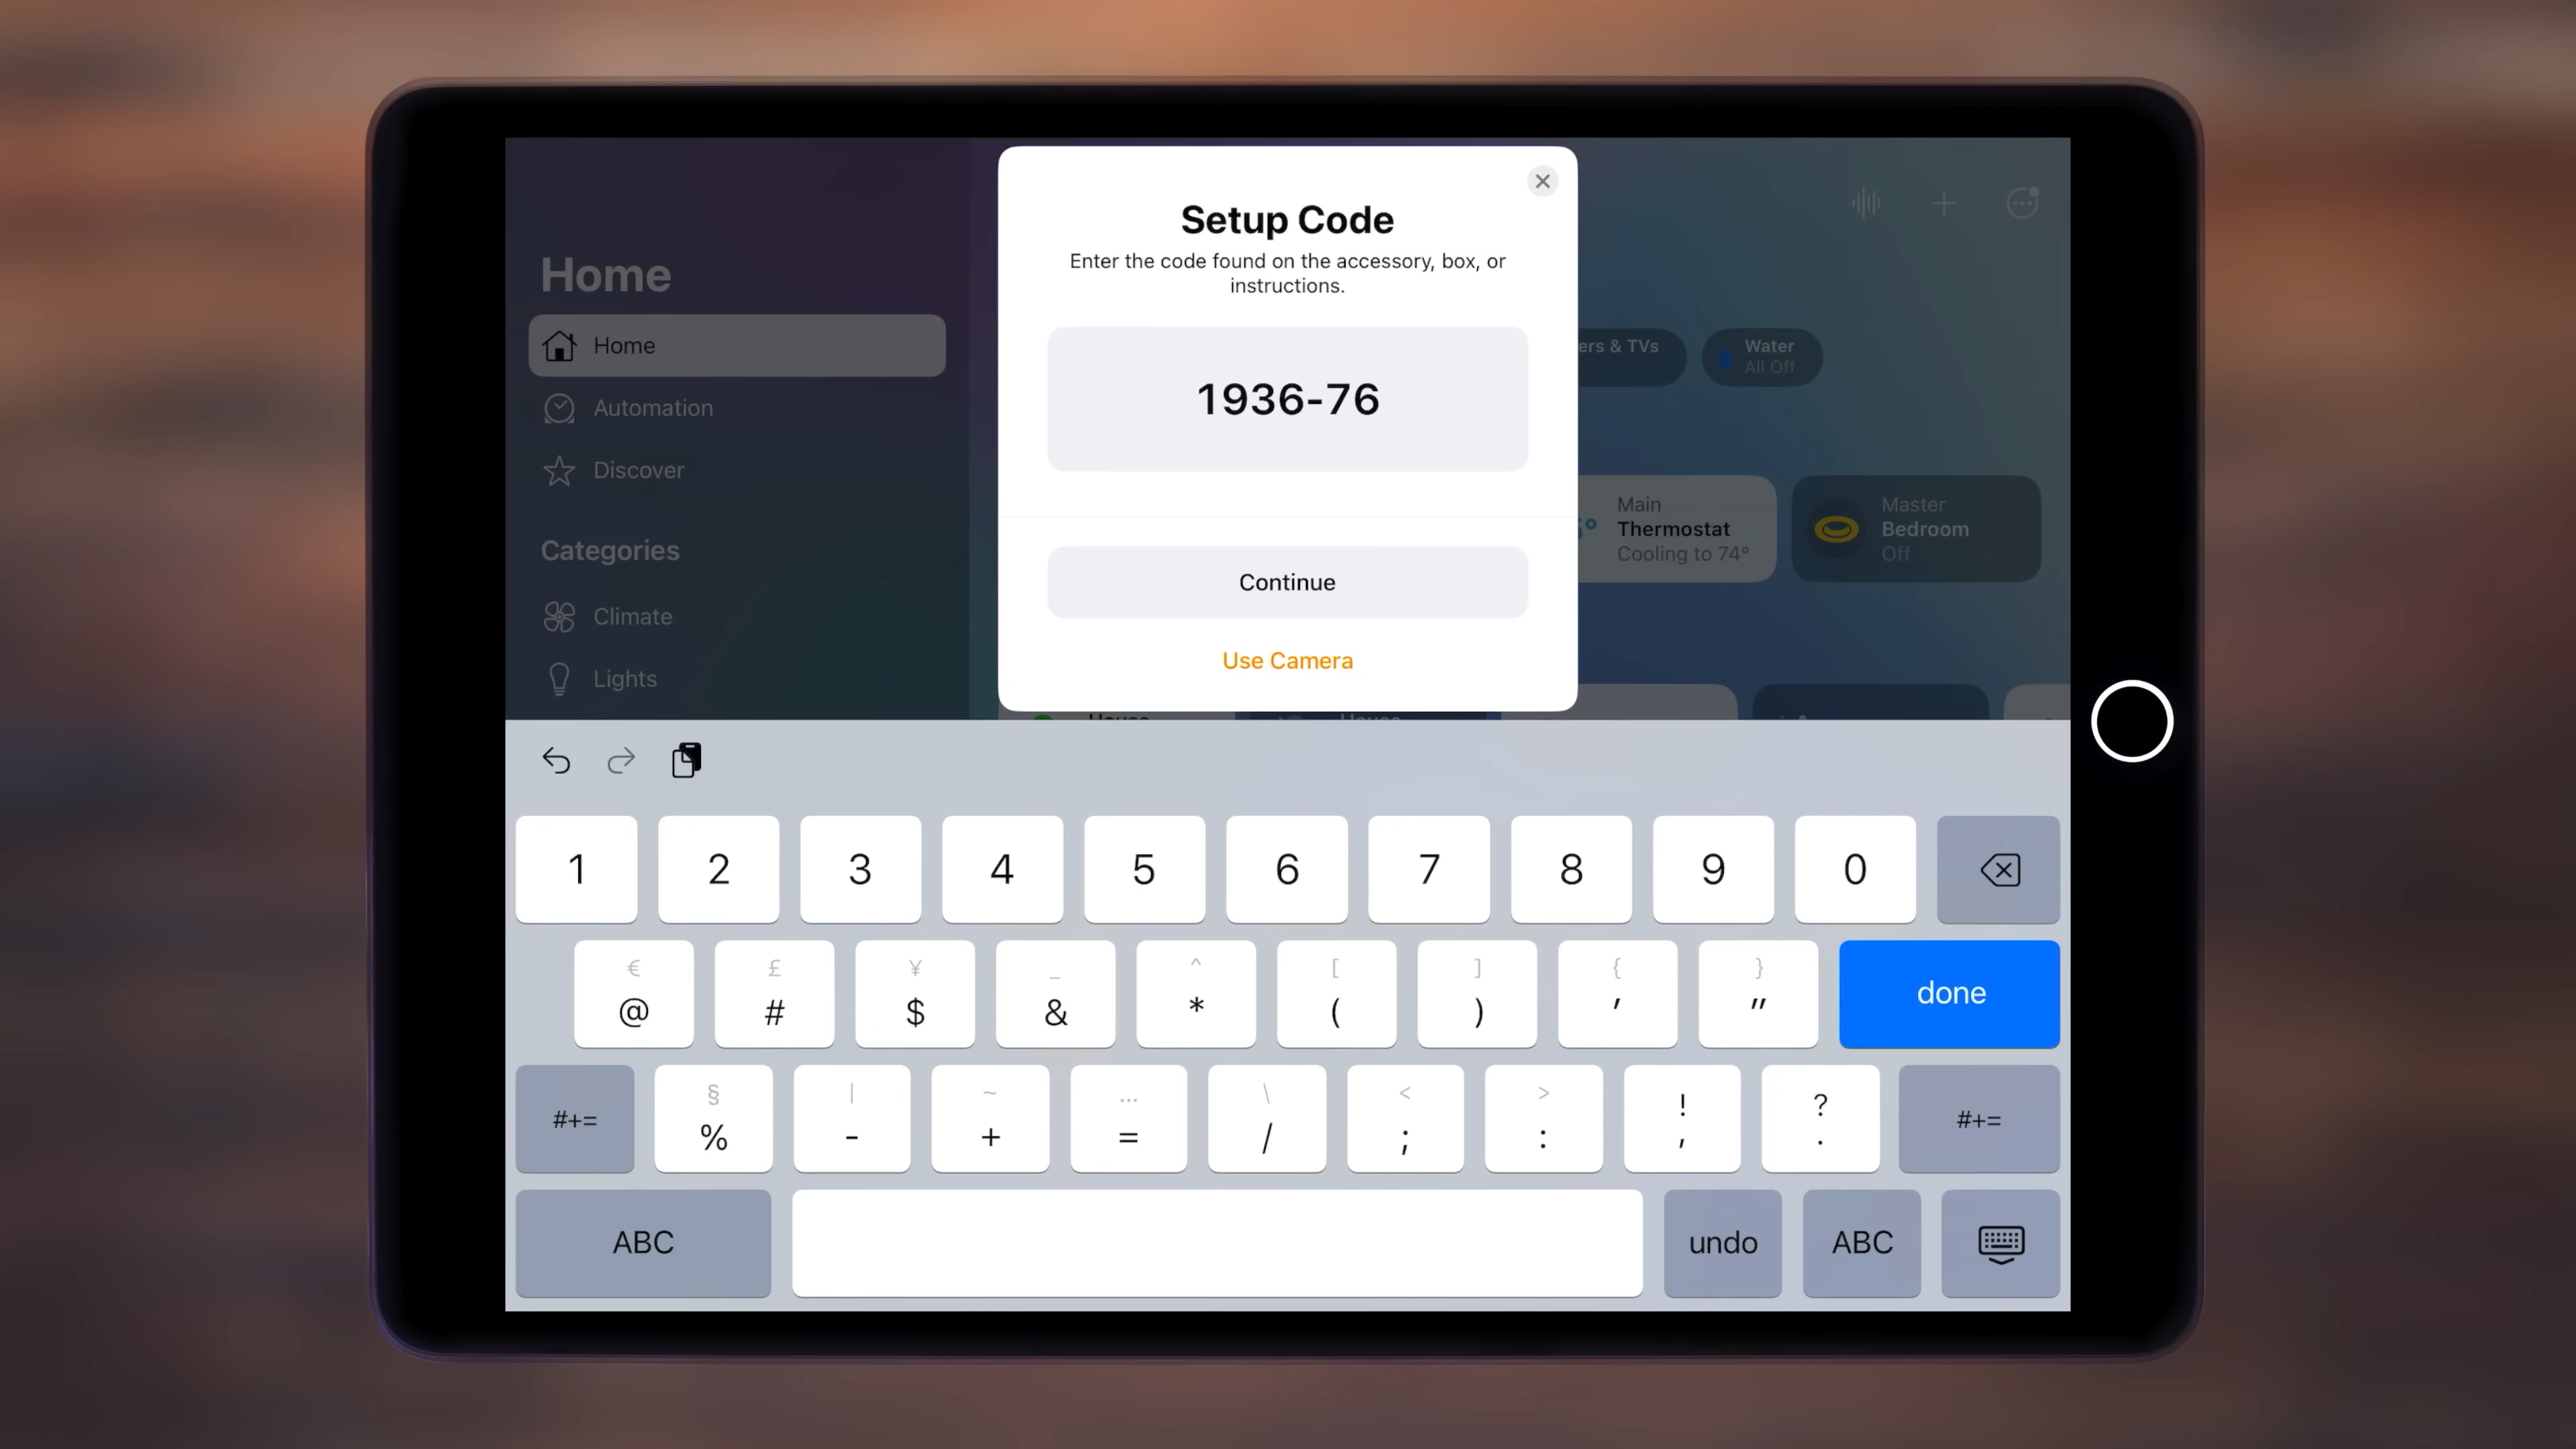 Home
Home
Automation
Discover
Categories
Climate
Lights
Setup Code
Enter the code found on the accessory, box, or
instructions.
1936-76
Continue
Use Camera
ers & TVs
Water
All Off
Main
Thermostat
Cooling to 74°
Master
Bedroom
Off
1 2 3 4 5 6 7 8 9 0
€ £ ¥ _ ^ [ ] { }
@ # $ & * ( ) ' "
done
§ | ~ … \ < > ! ?
#+= % - + = / ; : , . #+=
ABC undo ABC